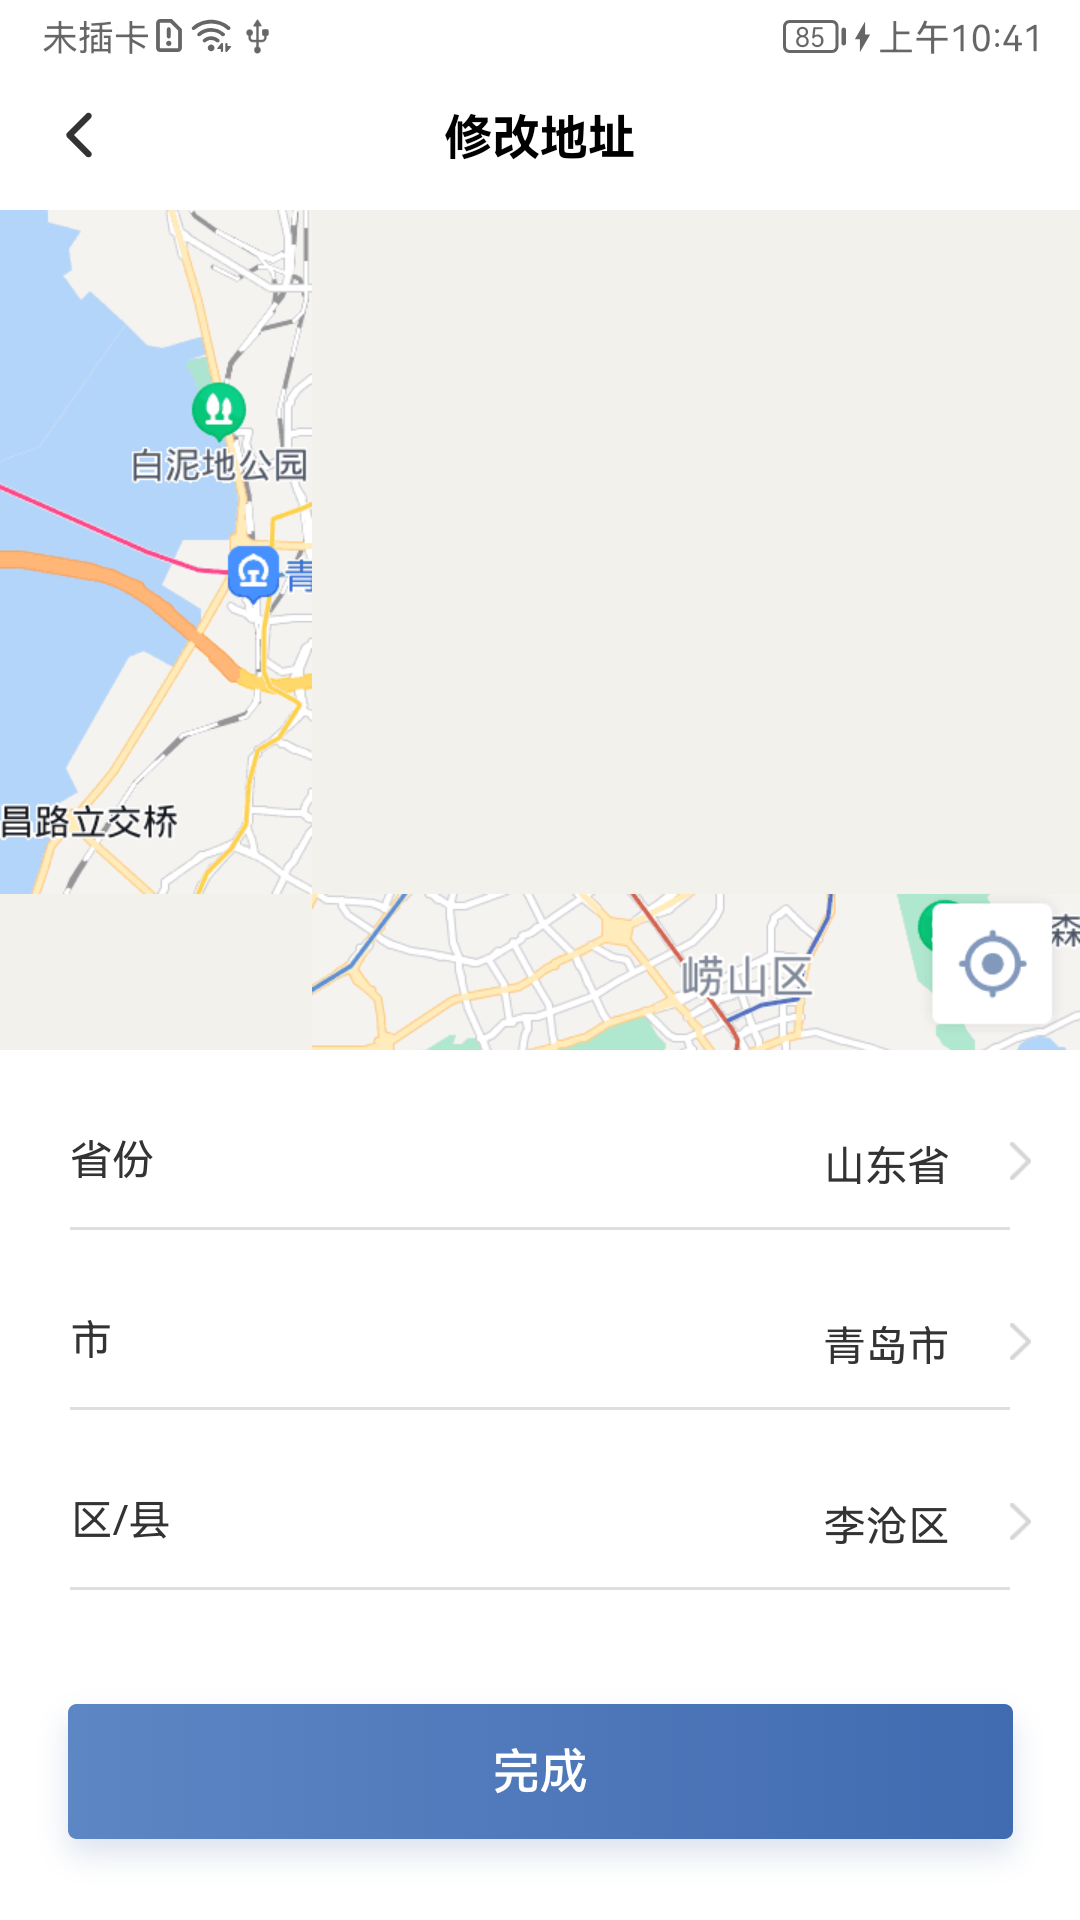 未插卡 85 上午10:41
修改地址
白泥地公园
青
昌路立交桥
森
崂山区
省份 山东省
市 青岛市
区/县 李沧区
完成